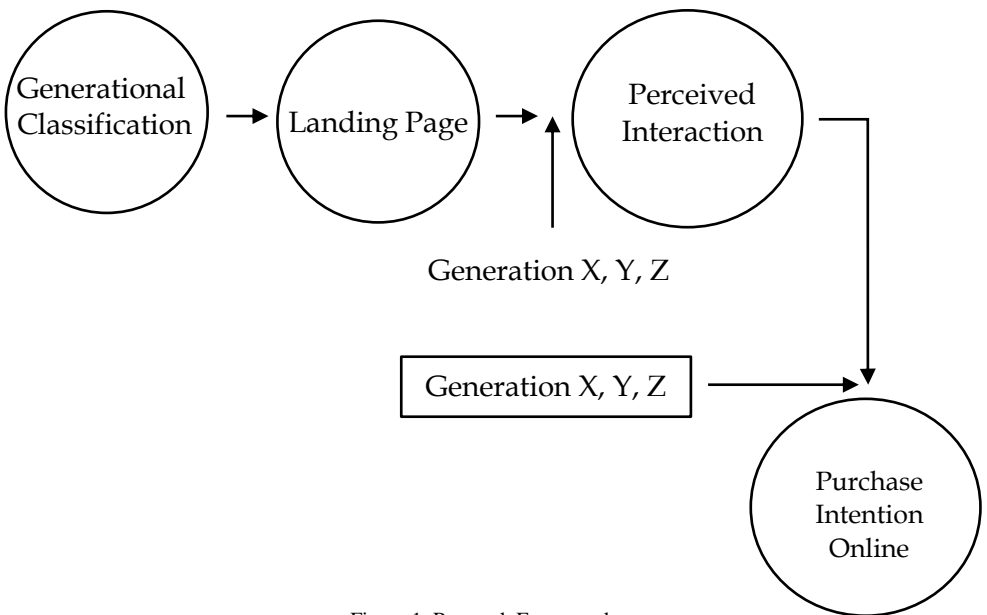 Generational
Classification
Landing Page
Perceived
Interaction
Generation X, Y, Z
Generation X, Y, Z
Purchase
Intention
Online